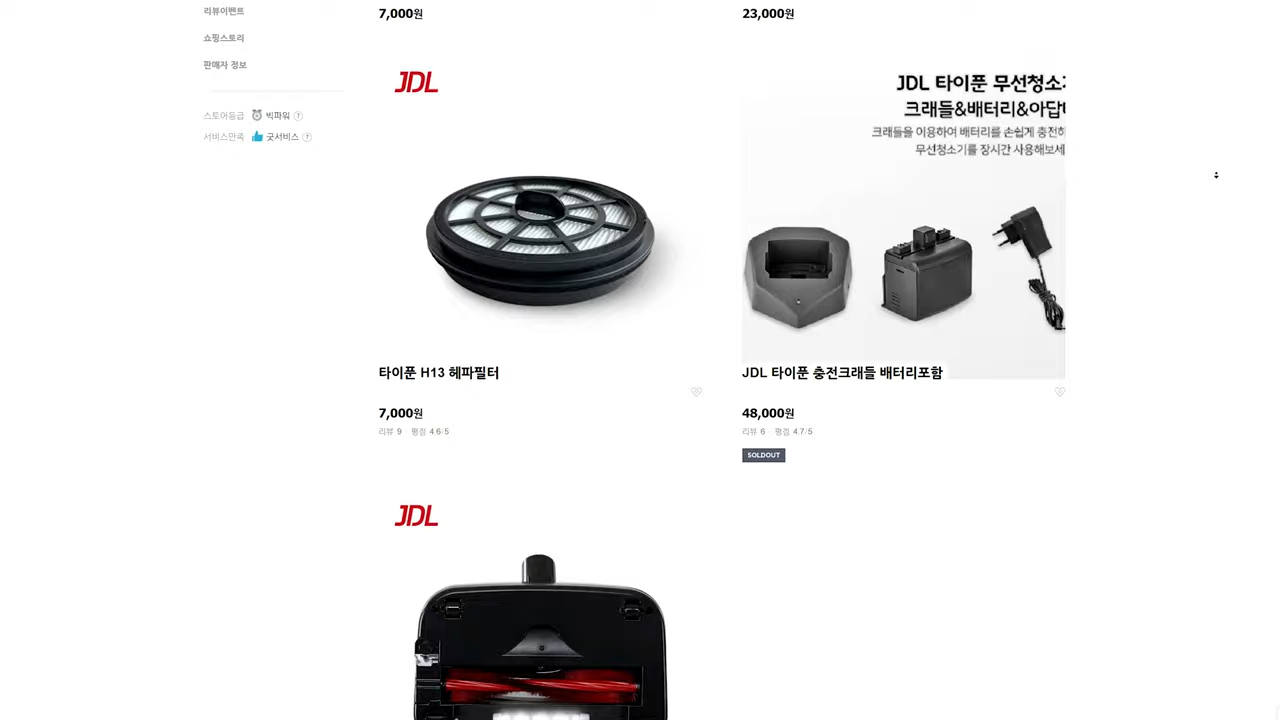 리뷰이벤트
쇼핑스토리
판매자 정보
스토어등급 빅파워 ?
서비스만족 굿서비스 ?
7,000원
23,000원
JDL
JDL 타이푼 무선청소
크래들&배터리&아답
크래들을 이용하여 배터리를 손쉽게 충전하
무선청소기를 장시간 사용해보세
타이푼 H13 헤파필터
7,000원
리뷰 9 평점 4.6/5
JDL 타이푼 충전크래들 배터리포함
48,000원
리뷰 6 평점 4.7/5
SOLDOUT
JDL